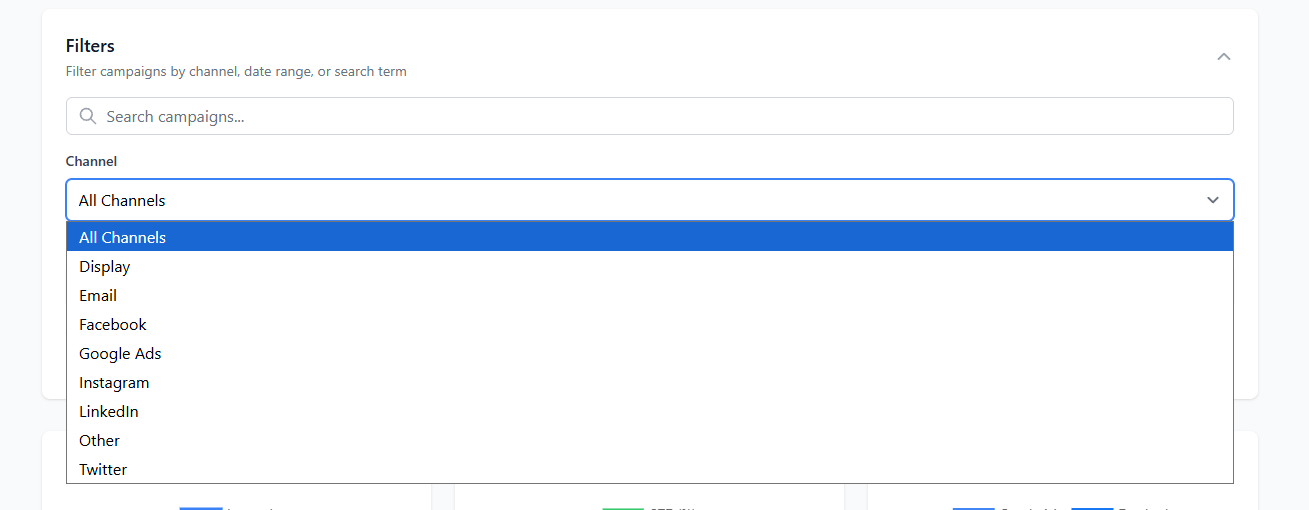 Filters
Filter campaigns by channel, date range, or search term
Search campaigns...
Channel
All Channels
All Channels
Display
Email
Facebook
Google Ads
Instagram
LinkedIn
Other
Twitter